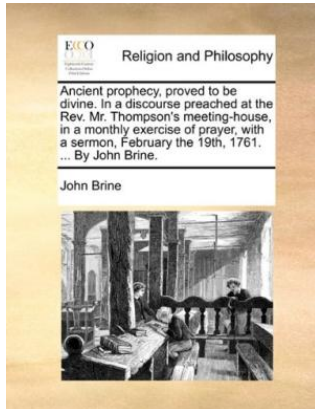 ECCO
Religion and Philosophy
Ancient prophecy, proved to be
divine. In a discourse preached at the
Rev. Mr. Thompson's meeting-house,
in a monthly exercise of prayer, with
a sermon, February the 19th, 1761.
... By John Brine.
John Brine